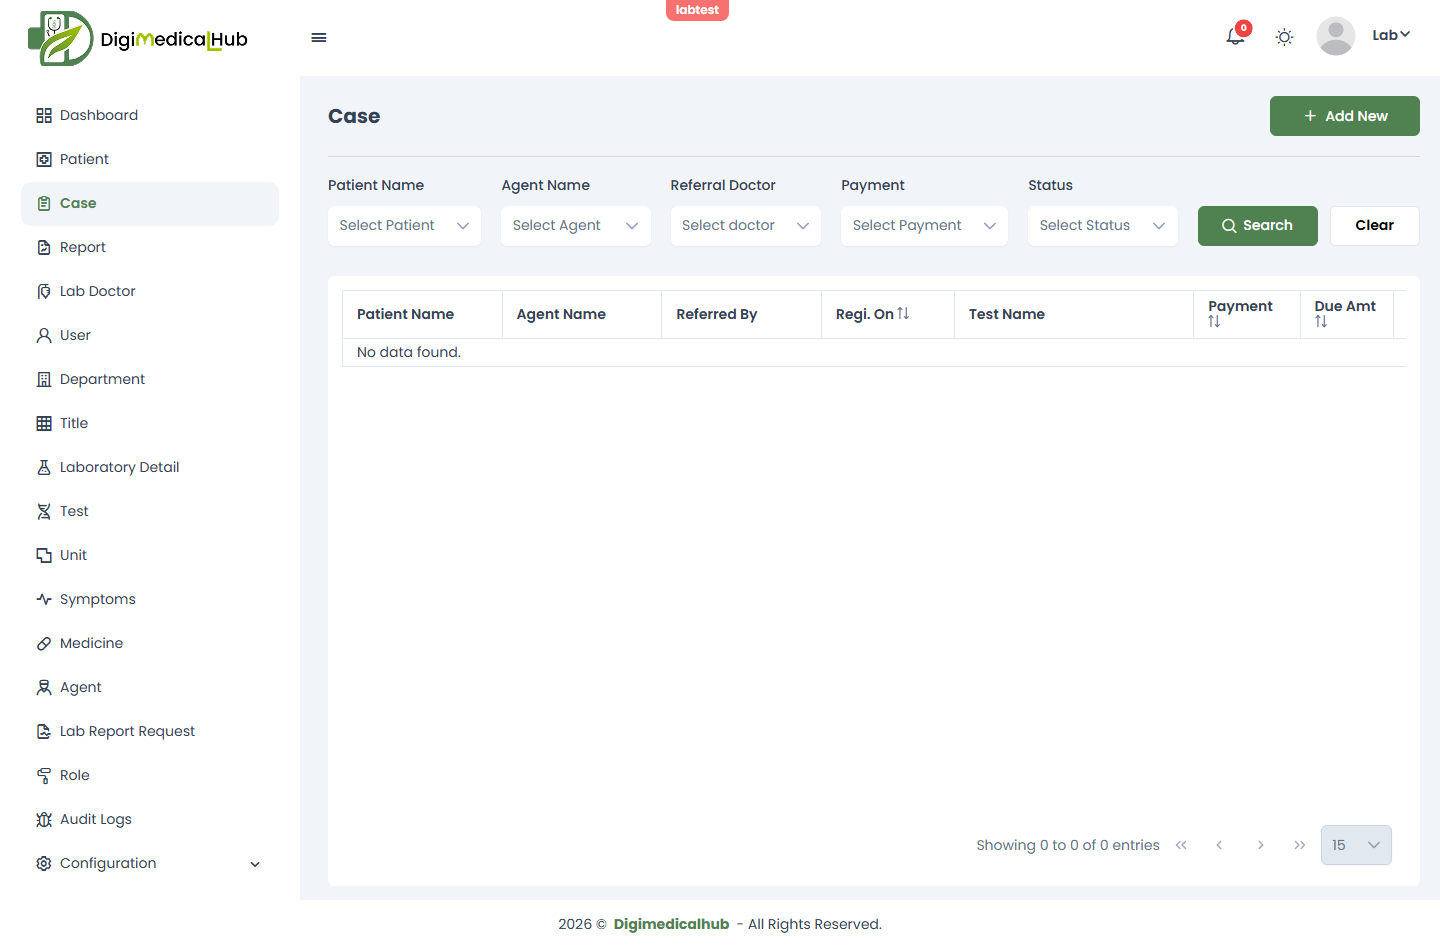 labtest
DigiMedicalHub
0
Lab
Dashboard
Patient
Case
Report
Lab Doctor
User
Department
Title
Laboratory Detail
Test
Unit
Symptoms
Medicine
Agent
Lab Report Request
Role
Audit Logs
Configuration
Case
Add New
Patient Name Agent Name Referral Doctor Payment Status
Select Patient Select Agent Select doctor Select Payment Select Status Search Clear
Patient Name Agent Name Referred By Regi. On Test Name Payment Due Amt
No data found.
Showing 0 to 0 of 0 entries 15
2026 © Digimedicalhub - All Rights Reserved.